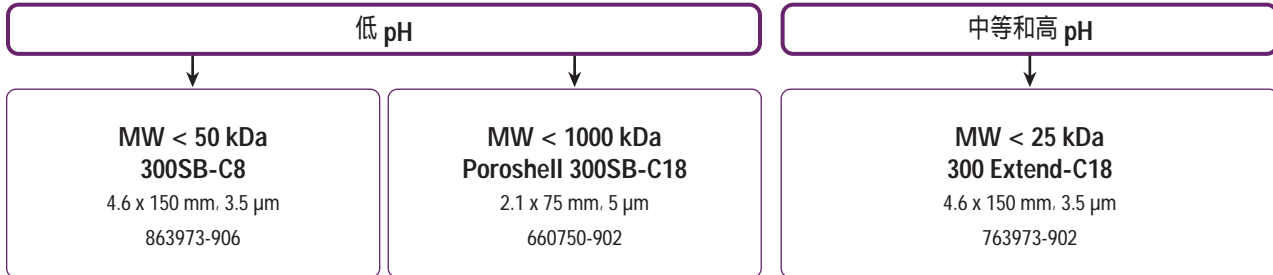 低 pH
中等和高 pH
MW < 50 kDa
300SB-C8
4.6 x 150 mm, 3.5 µm
863973-906
MW < 1000 kDa
Poroshell 300SB-C18
2.1 x 75 mm, 5 µm
660750-902
MW < 25 kDa
300 Extend-C18
4.6 x 150 mm, 3.5 µm
763973-902